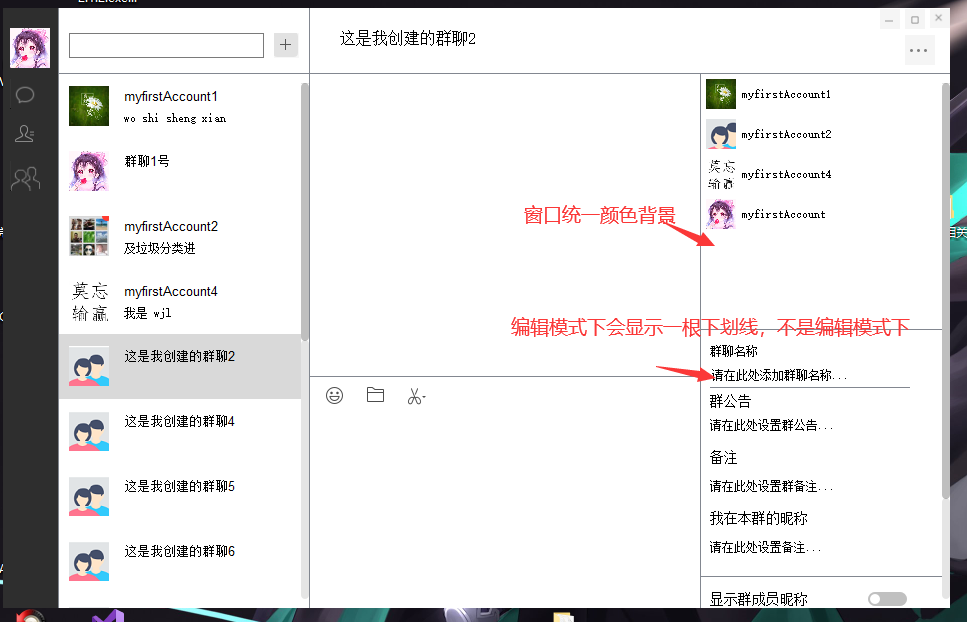 这是我创建的群聊2
myfirstAccount1
wo shi sheng xian
群聊1号
myfirstAccount2
及垃圾分类进
莫忘
输赢
myfirstAccount4
我是 wjl
这是我创建的群聊2
这是我创建的群聊4
这是我创建的群聊5
这是我创建的群聊6
myfirstAccount1
myfirstAccount2
莫忘
输赢
myfirstAccount4
myfirstAccount
窗口统一颜色背景
编辑模式下会显示一根下划线，不是编辑模式下
群聊名称
请在此处添加群聊名称...
群公告
请在此处设置群公告...
备注
请在此处设置群备注...
我在本群的昵称
请在此处设置备注...
显示群成员昵称
相关